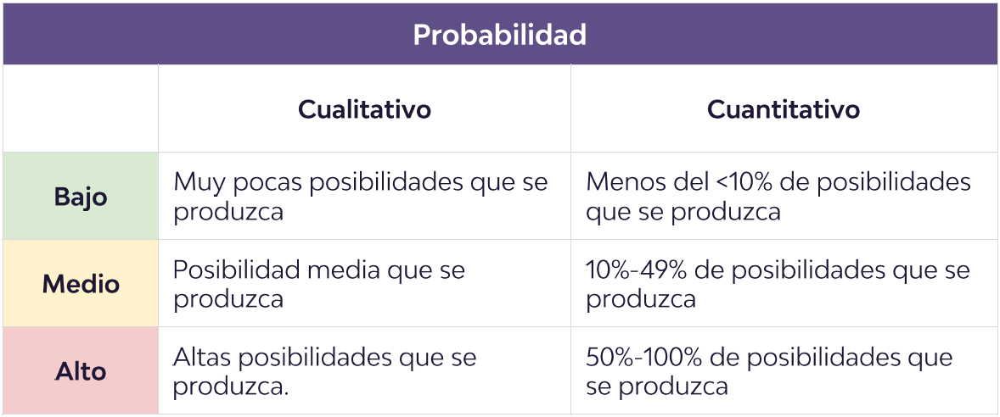 Probabilidad
Cualitativo
Cuantitativo
Bajo
Muy pocas posibilidades que se
produzca
Menos del <10% de posibilidades
que se produzca
Medio
Posibilidad media que se
produzca
10%-49% de posibilidades que se
produzca
Alto
Altas posibilidades que se
produzca.
50%-100% de posibilidades que
se produzca